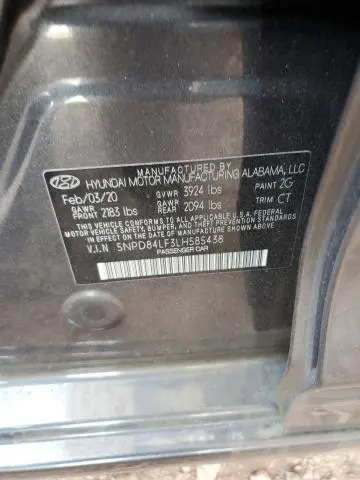 MANUFACTURED BY
HYUNDAI MOTOR MANUFACTURING ALABAMA, LLC
Feb/03/20 GVWR 3924 lbs PAINT 2G
GAWR FRONT 2183 lbs GAWR REAR 2094 lbs TRIM CT
THIS VEHICLE CONFORMS TO ALL APPLICABLE U.S.A. FEDERAL
MOTOR VEHICLE SAFETY, BUMPER, AND THEFT PREVENTION
STANDARDS IN EFFECT ON THE DATE OF MANUFACTURE SHOWN ABOVE.
V.I.N 5NPD84LF3LH585438
PASSENGER CAR